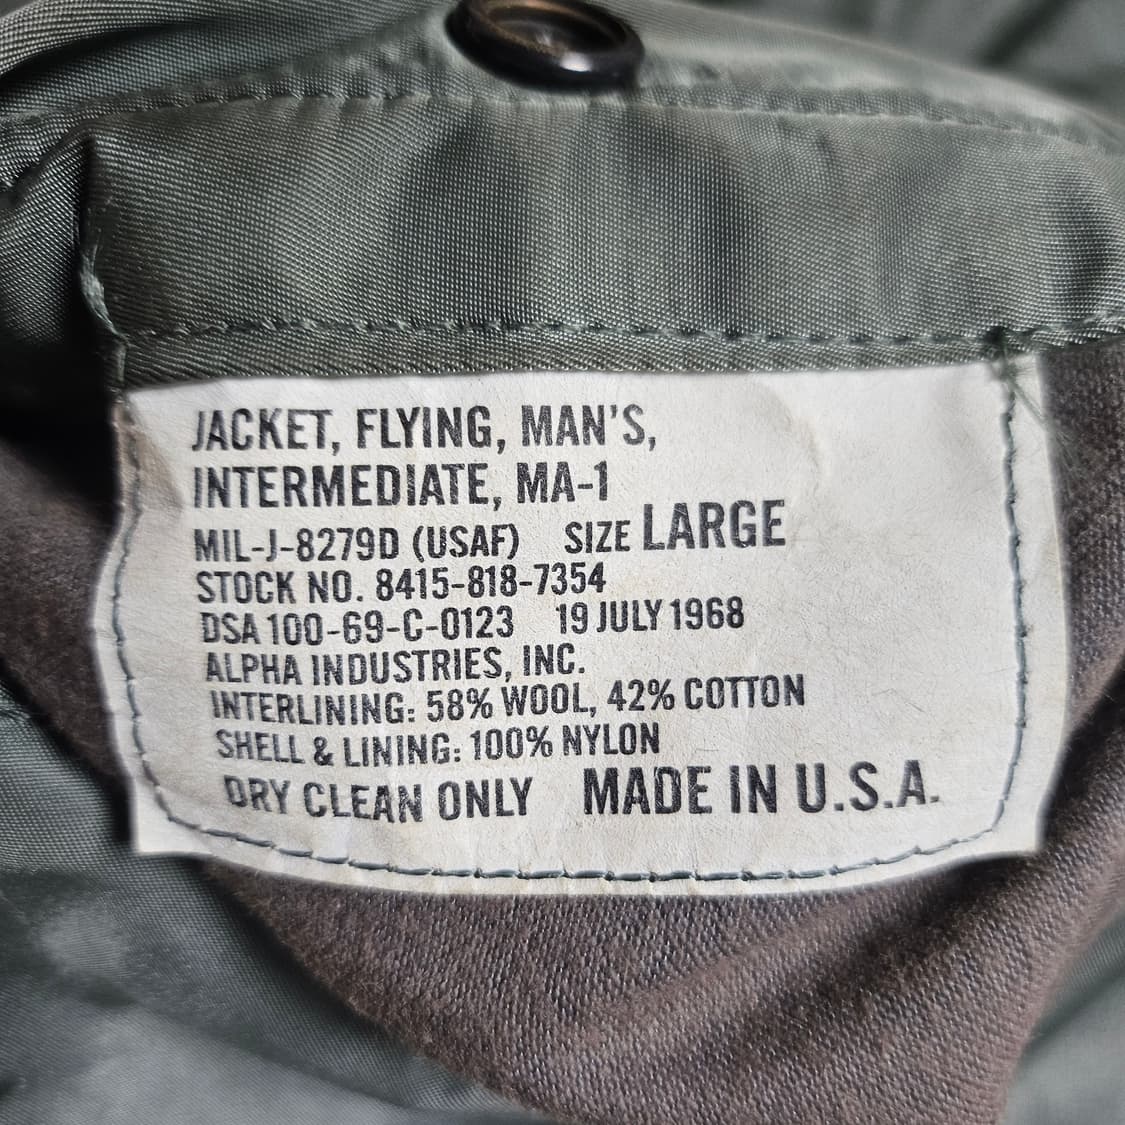 JACKET, FLYING, MAN'S,
INTERMEDIATE, MA-1
MIL-J-8279D (USAF) SIZE LARGE
STOCK NO. 8415-818-7354
DSA 100-69-C-0123 19 JULY 1968
ALPHA INDUSTRIES, INC.
INTERLINING: 58% WOOL, 42% COTTON
SHELL & LINING: 100% NYLON
DRY CLEAN ONLY MADE IN U.S.A.